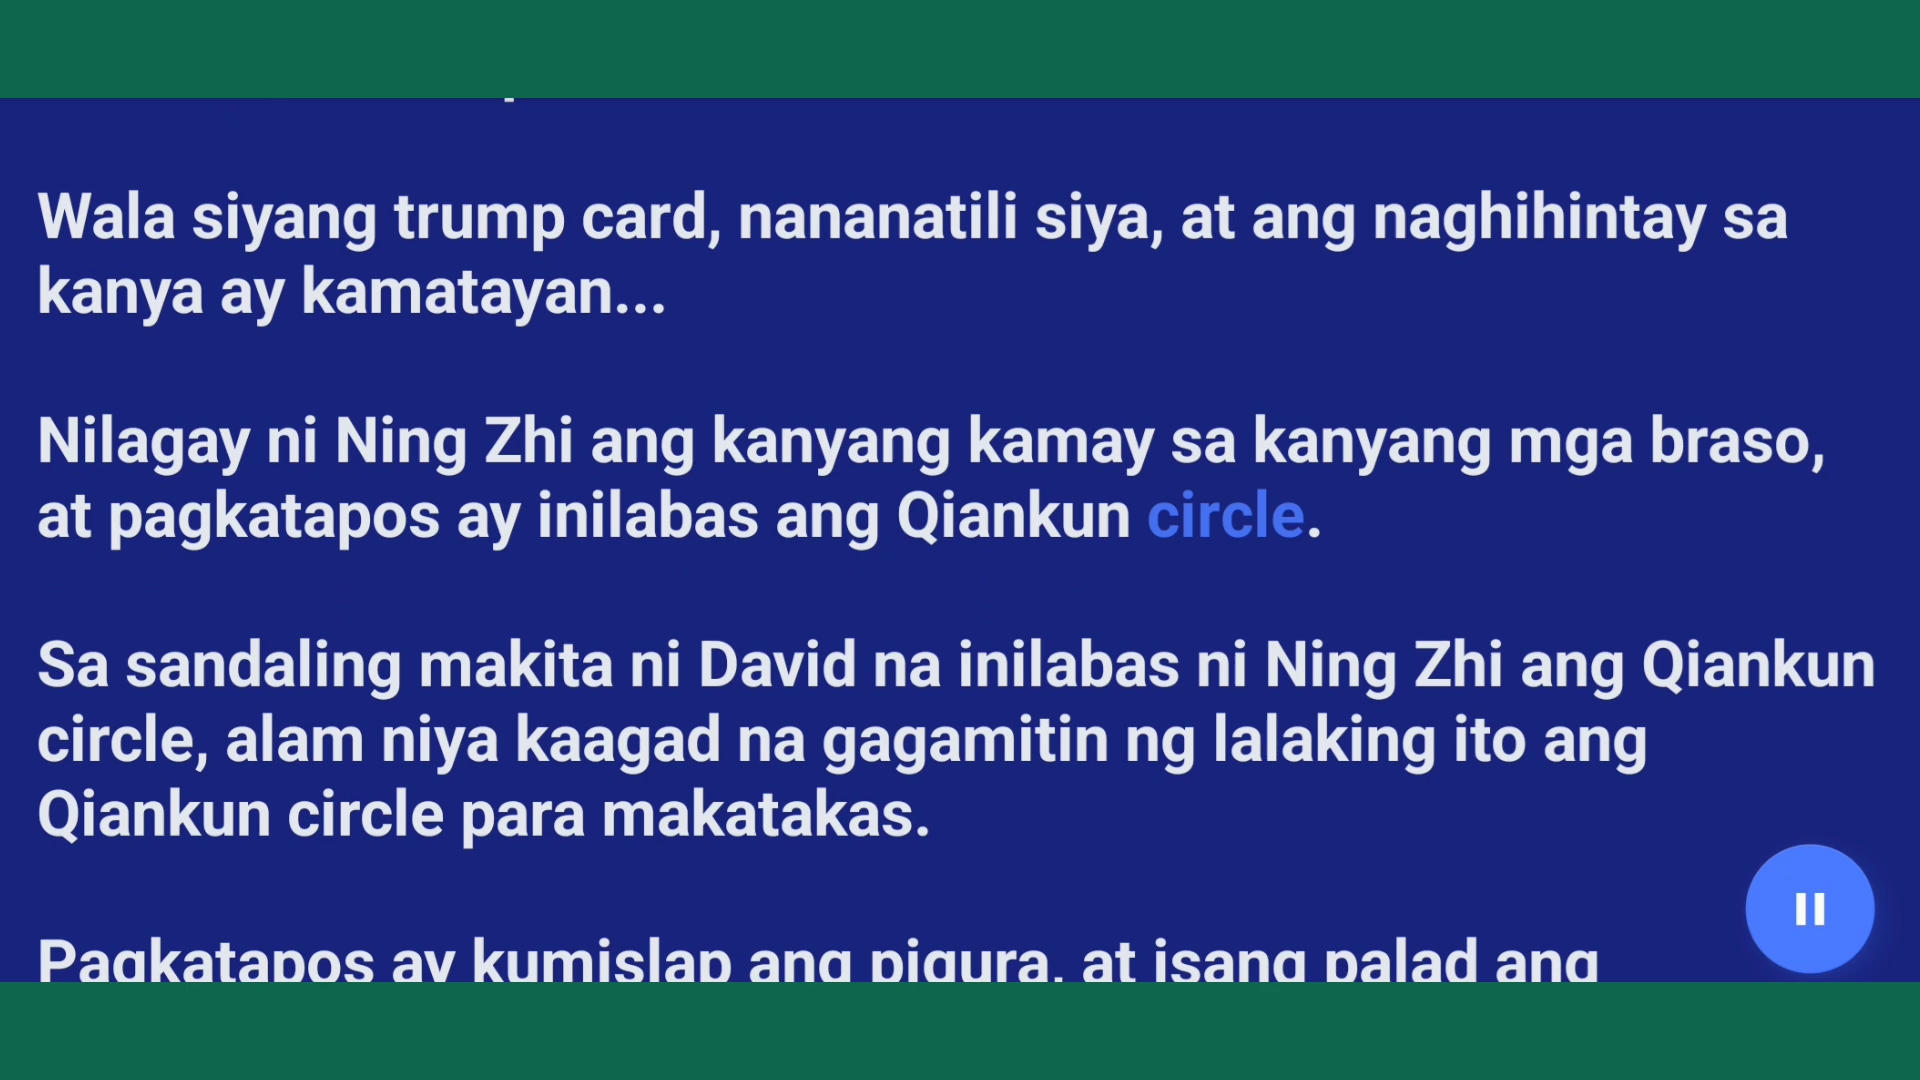 Wala siyang trump card, nananatili siya, at ang naghihintay sa
kanya ay kamatayan...
Nilagay ni Ning Zhi ang kanyang kamay sa kanyang mga braso,
at pagkatapos ay inilabas ang Qiankun circle.
Sa sandaling makita ni David na inilabas ni Ning Zhi ang Qiankun
circle, alam niya kaagad na gagamitin ng lalaking ito ang
Qiankun circle para makatakas.
Pagkatapos ay kumislap ang pigura, at isang palad ang